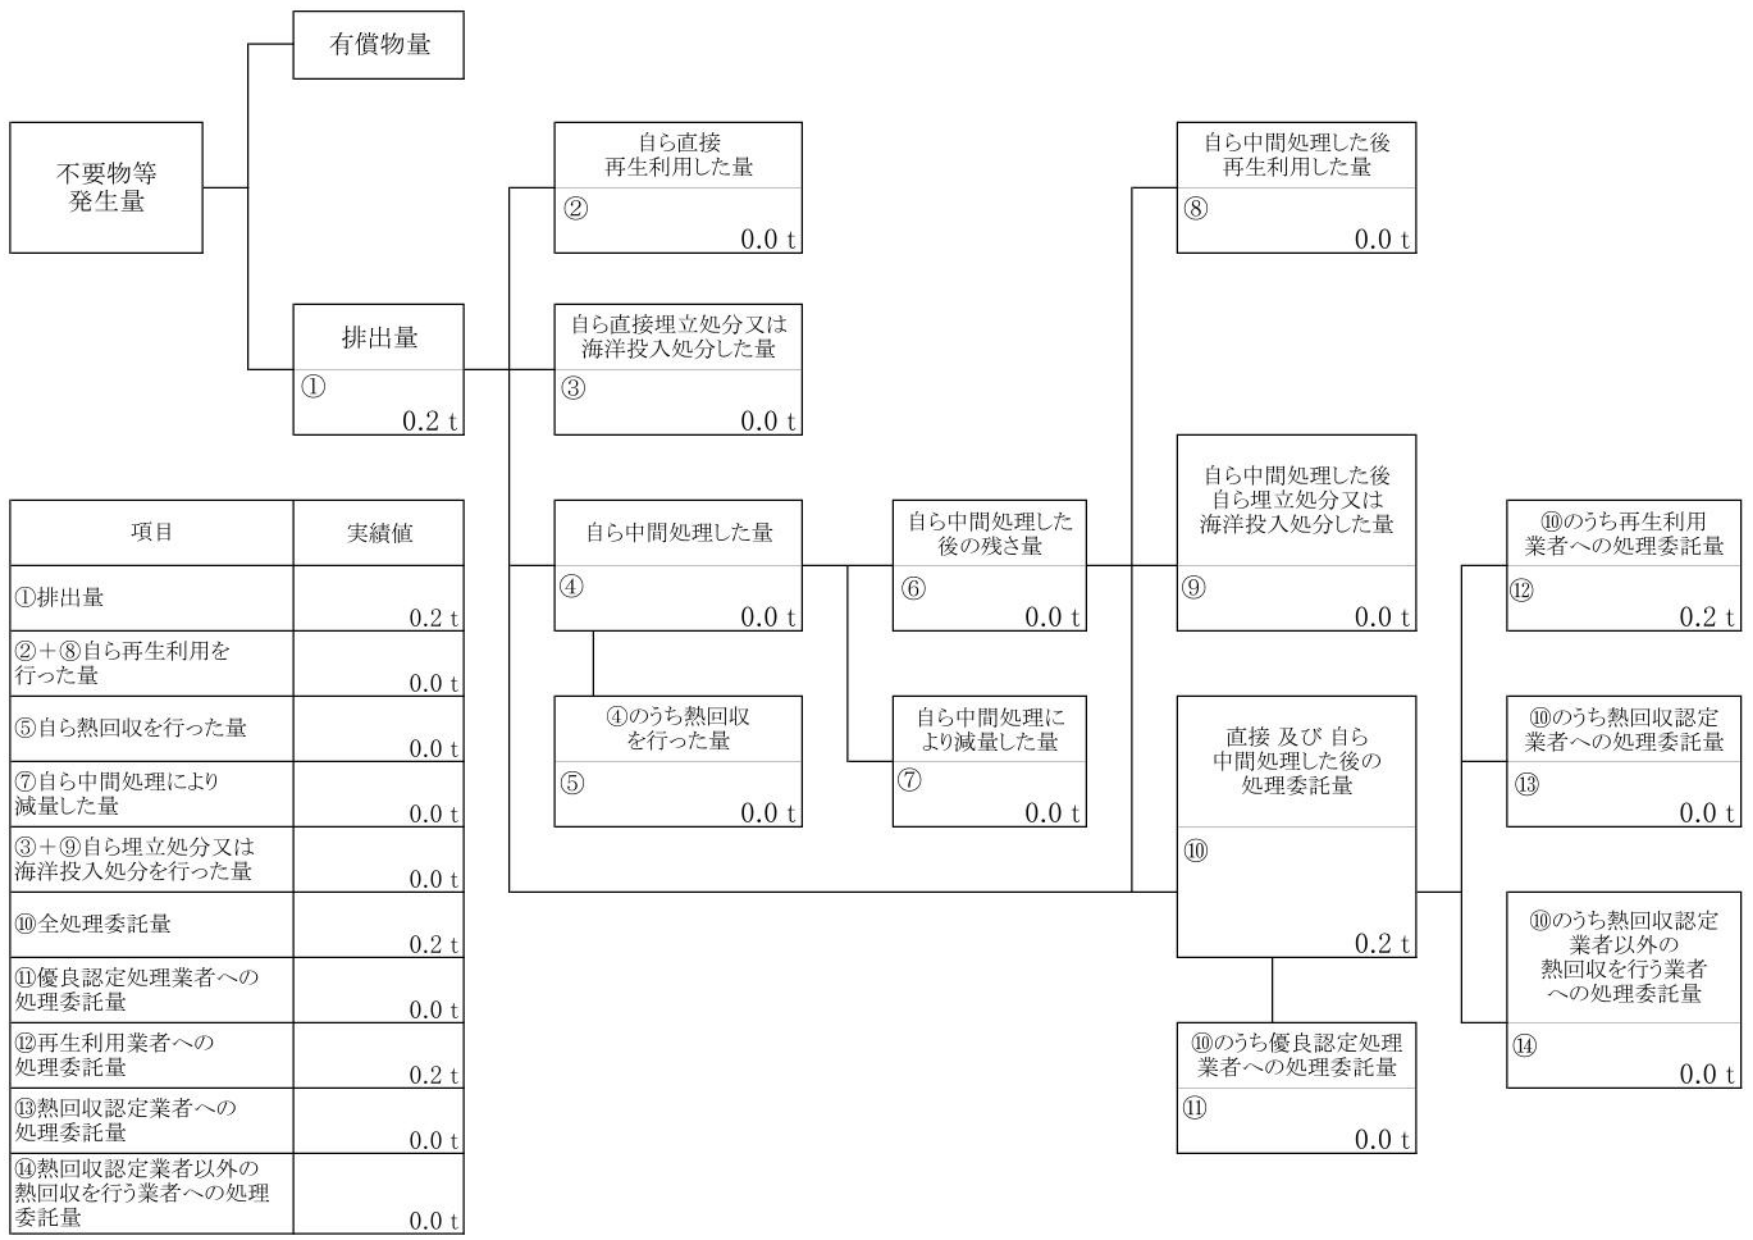 有償物量
不要物等
発生量
排出量
①
0.2 t
自ら直接
再生利用した量
②
0.0 t
自ら直接埋立処分又は
海洋投入処分した量
③
0.0 t
自ら中間処理した量
④
0.0 t
④のうち熱回収
を行った量
⑤
0.0 t
自ら中間処理した
後の残さ量
⑥
0.0 t
自ら中間処理に
より減量した量
⑦
0.0 t
自ら中間処理した後
再生利用した量
⑧
0.0 t
自ら中間処理した後
自ら埋立処分又は
海洋投入処分した量
⑨
0.0 t
直接 及び 自ら
中間処理した後の
処理委託量
⑩
0.2 t
⑩のうち優良認定処理
業者への処理委託量
⑪
0.0 t
⑩のうち再生利用
業者への処理委託量
⑫
0.2 t
⑩のうち熱回収認定
業者への処理委託量
⑬
0.0 t
⑩のうち熱回収認定
業者以外の
熱回収を行う業者
への処理委託量
⑭
0.0 t
項目 実績値
①排出量
0.2 t
②＋⑧自ら再生利用を
行った量
0.0 t
⑤自ら熱回収を行った量
0.0 t
⑦自ら中間処理により
減量した量
0.0 t
③＋⑨自ら埋立処分又は
海洋投入処分を行った量
0.0 t
⑩全処理委託量
0.2 t
⑪優良認定処理業者への
処理委託量
0.0 t
⑫再生利用業者への
処理委託量
0.2 t
⑬熱回収認定業者への
処理委託量
0.0 t
⑭熱回収認定業者以外の
熱回収を行う業者への処理
委託量
0.0 t